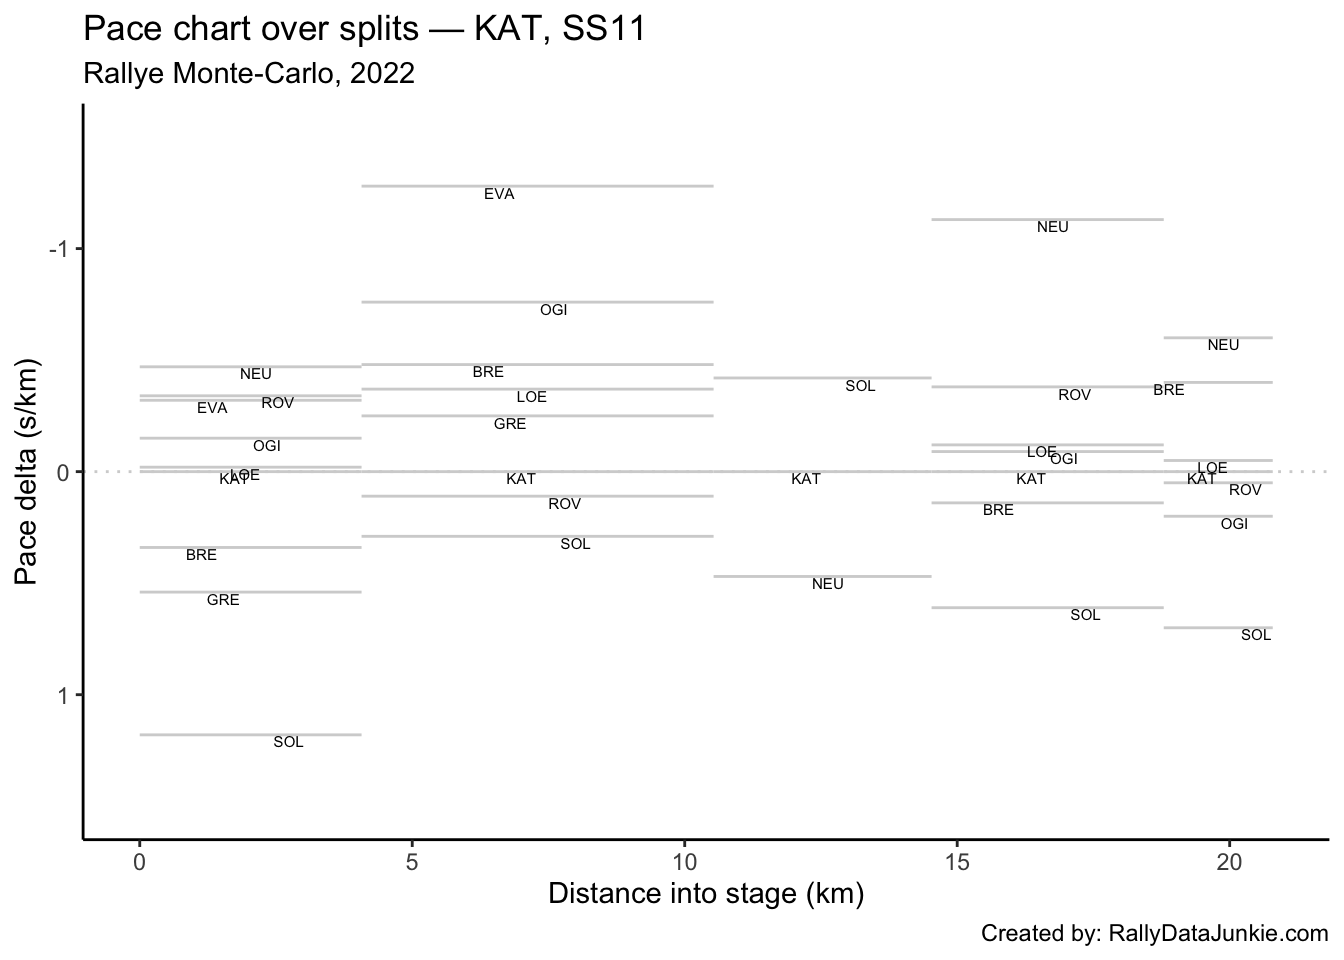 Pace chart over splits — KAT, SS11
Rallye Monte-Carlo, 2022
Pace delta (s/km)
-1
0
1
EVA
NEU
OGI
NEU
BRE
NEU
SOL
BRE
LOE
ROV
ROV
EVA
GRE
OGI
LOE
OGI
LOE
LOE
KAT
KAT
KAT
KAT
KAT
ROV
ROV
BRE
OGI
SOL
BRE
NEU
GRE
SOL
SOL
SOL
0 5 10 15 20
Distance into stage (km)
Created by: RallyDataJunkie.com